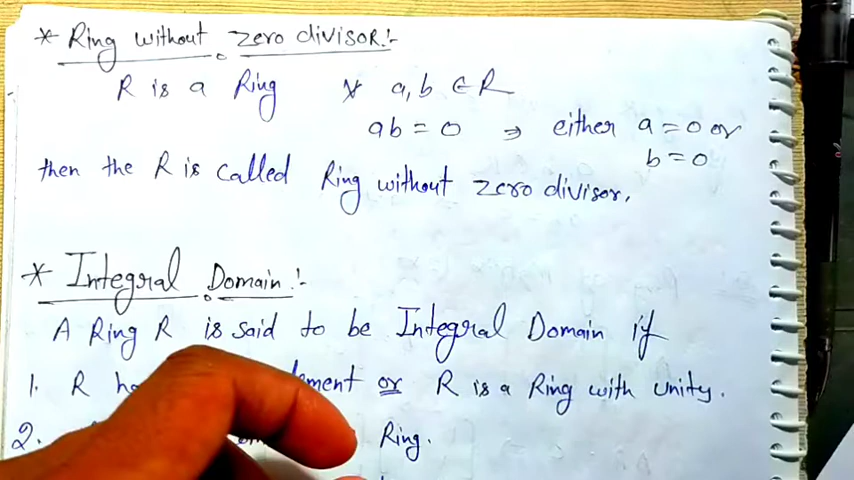 * Ring without zero divisor:-
R is a Ring ∀ a, b ∈ R
ab = 0 ⇒ either a = 0 or
b = 0
then the R is called Ring without zero divisor.
* Integral Domain:-
A Ring R is said to be Integral Domain if
1. R or R is a Ring with unity.
2. Ring.